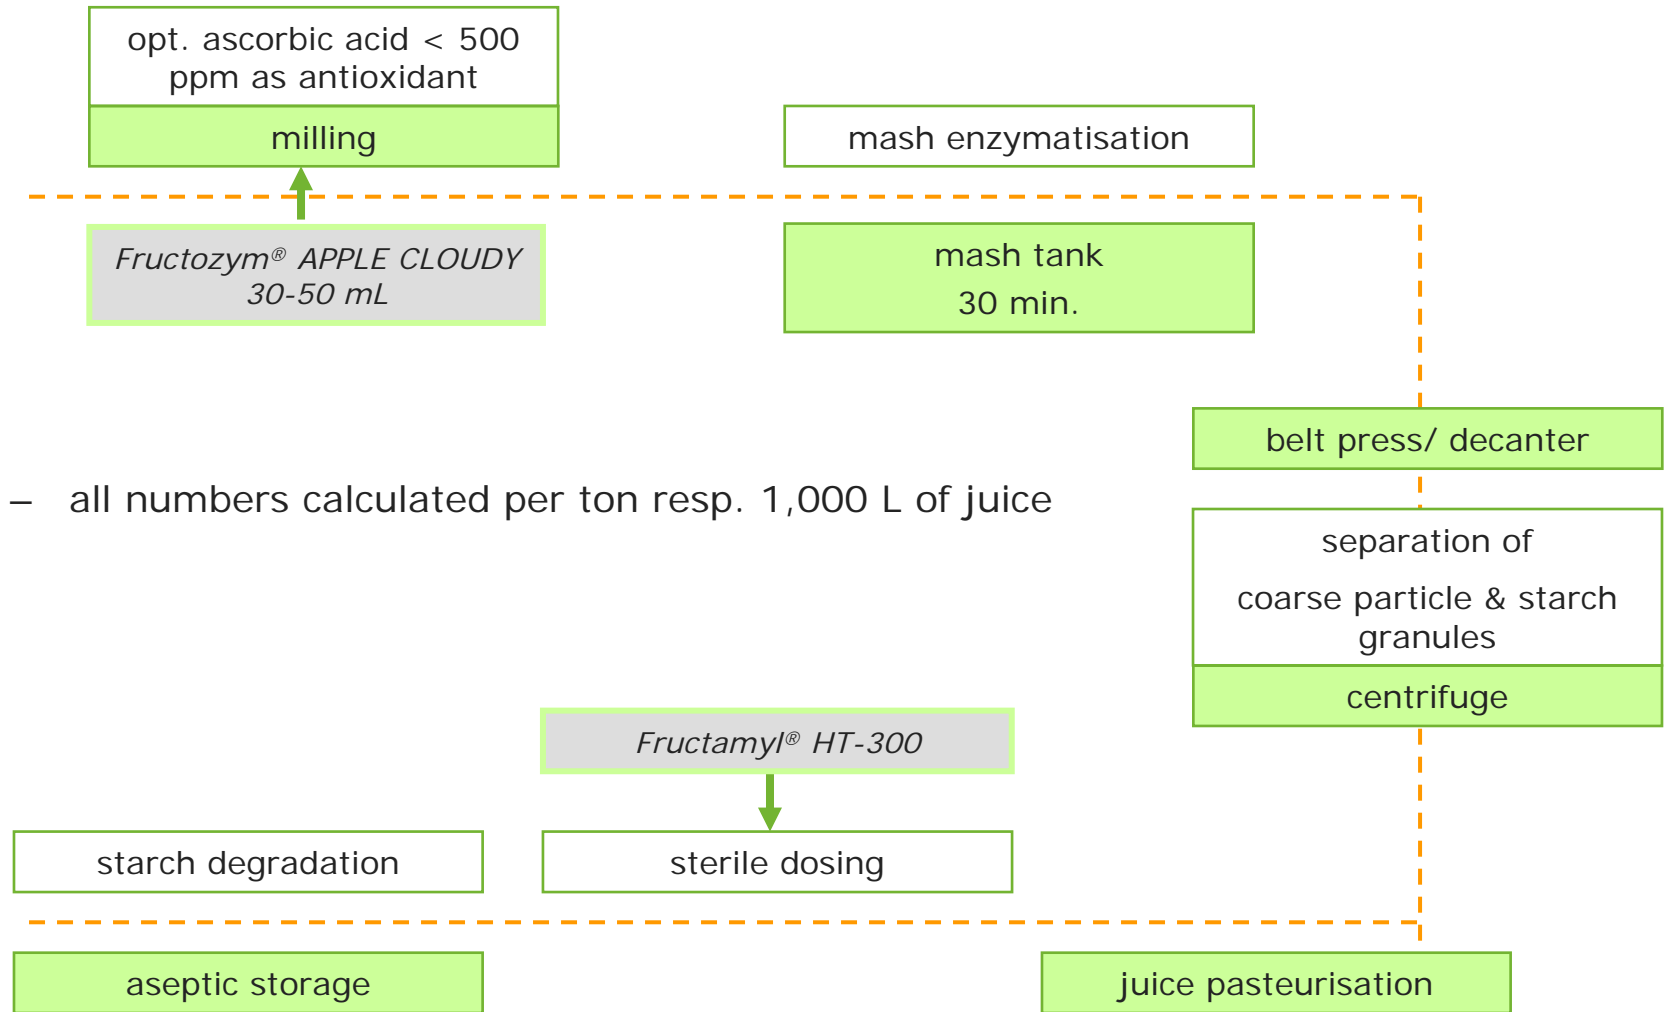 opt. ascorbic acid < 500
ppm as antioxidant
milling
mash enzymatisation
Fructozym® APPLE CLOUDY
30-50 mL
mash tank
30 min.
belt press/ decanter
– all numbers calculated per ton resp. 1,000 L of juice
separation of
coarse particle & starch
granules
centrifuge
Fructamyl® HT-300
starch degradation
sterile dosing
aseptic storage
juice pasteurisation